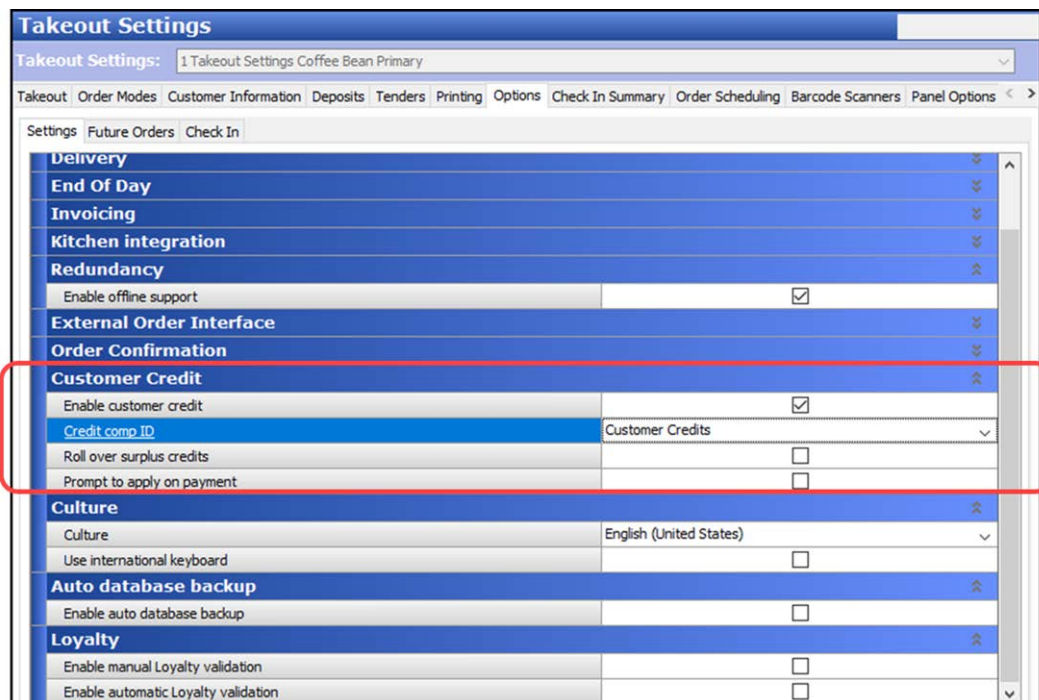 Takeout Settings
Takeout Settings: 1 Takeout Settings Coffee Bean Primary
Takeout Order Modes Customer Information Deposits Tenders Printing Options Check In Summary Order Scheduling Barcode Scanners Panel Options
Settings Future Orders Check In
Delivery
End Of Day
Invoicing
Kitchen integration
Redundancy
Enable offline support
External Order Interface
Order Confirmation
Customer Credit
Enable customer credit
Credit comp ID Customer Credits
Roll over surplus credits
Prompt to apply on payment
Culture
Culture English (United States)
Use international keyboard
Auto database backup
Enable auto database backup
Loyalty
Enable manual Loyalty validation
Enable automatic Loyalty validation